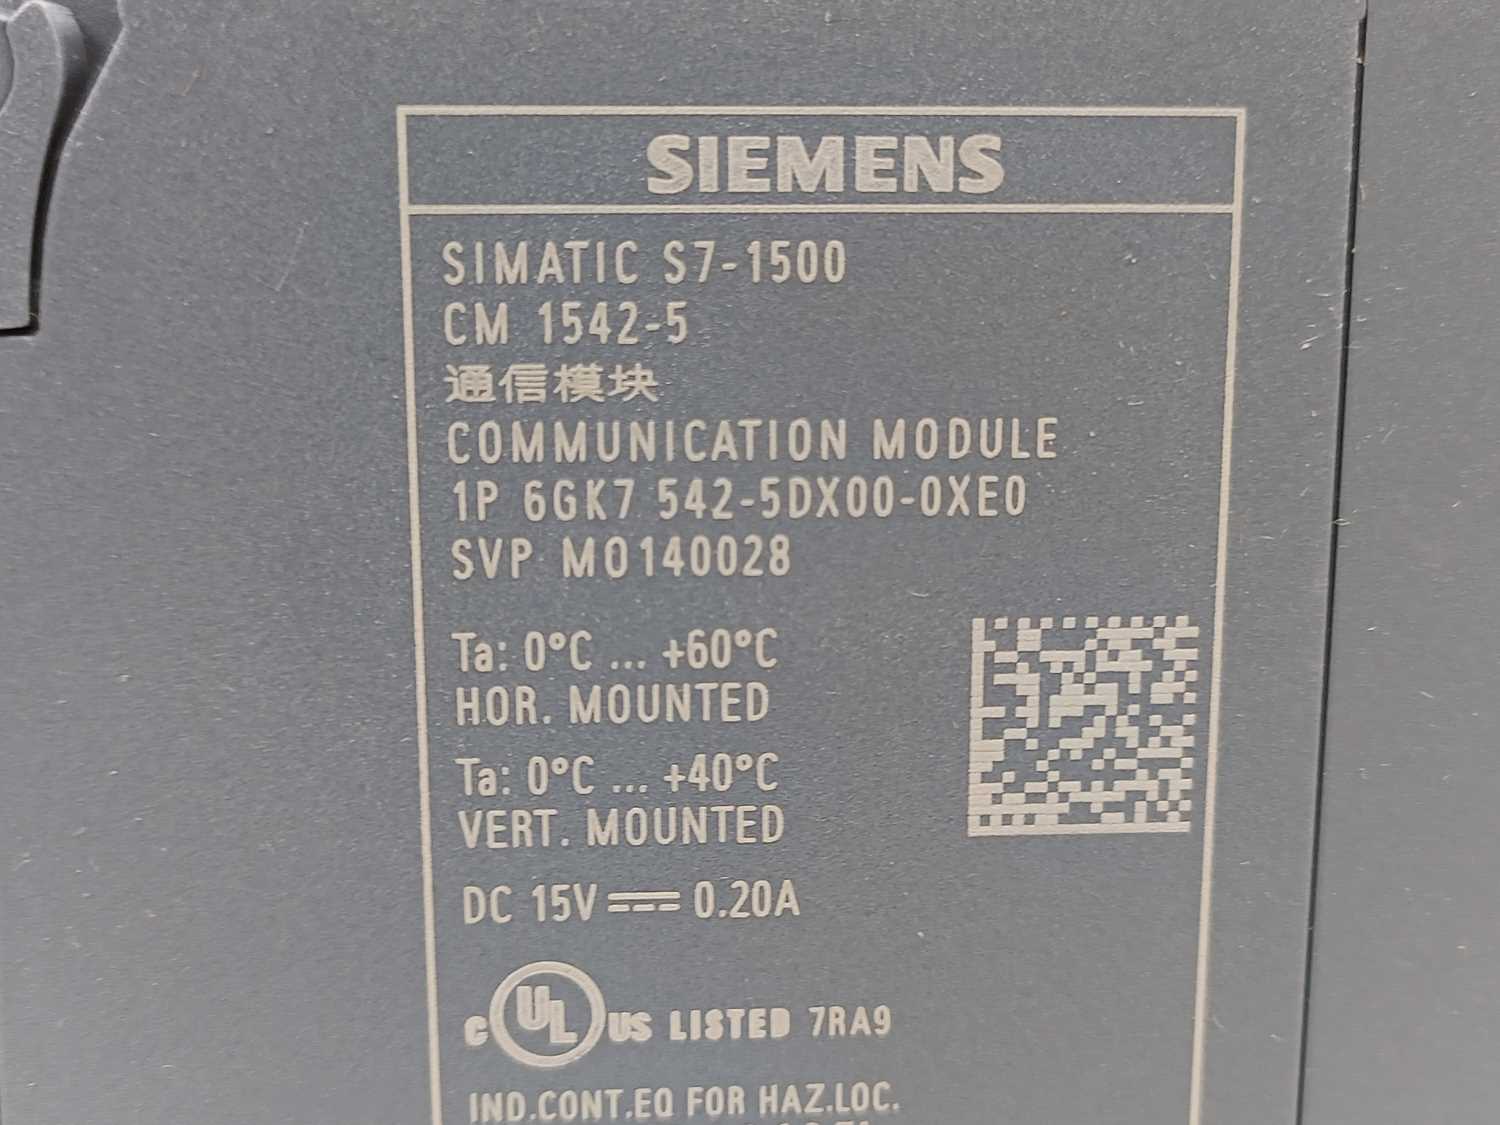 SIEMENS
SIMATIC S7-1500
CM 1542-5
通信模块
COMMUNICATION MODULE
1P 6GK7 542-5DX00-0XE0
SVP M0140028
Ta: 0°C ... +60°C
HOR. MOUNTED
Ta: 0°C ... +40°C
VERT. MOUNTED
DC 15V ⎓ 0.20A
c UL US LISTED 7RA9
IND.CONT.EQ FOR HAZ.LOC.